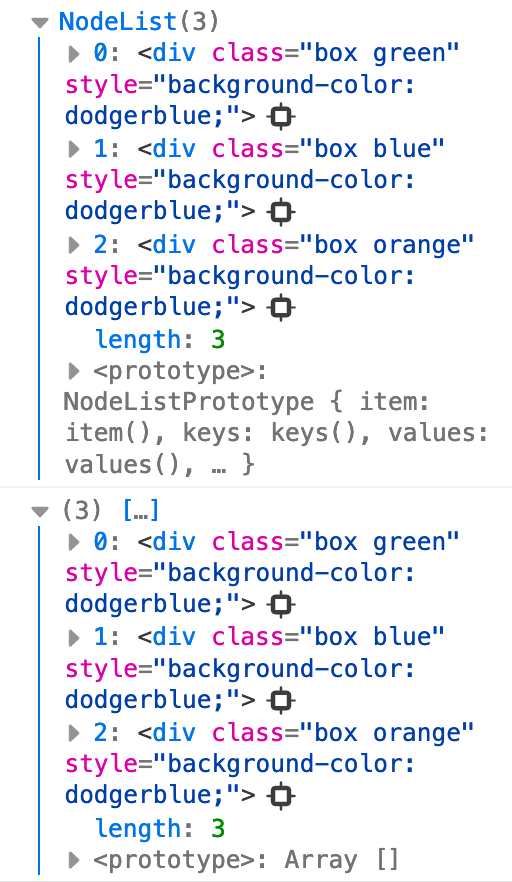 NodeList(3)
0: <div class="box green"
style="background-color:
dodgerblue;">
1: <div class="box blue"
style="background-color:
dodgerblue;">
2: <div class="box orange"
style="background-color:
dodgerblue;">
length: 3
<prototype>:
NodeListPrototype { item:
item(), keys: keys(), values:
values(), … }
(3) […]
0: <div class="box green"
style="background-color:
dodgerblue;">
1: <div class="box blue"
style="background-color:
dodgerblue;">
2: <div class="box orange"
style="background-color:
dodgerblue;">
length: 3
<prototype>: Array []